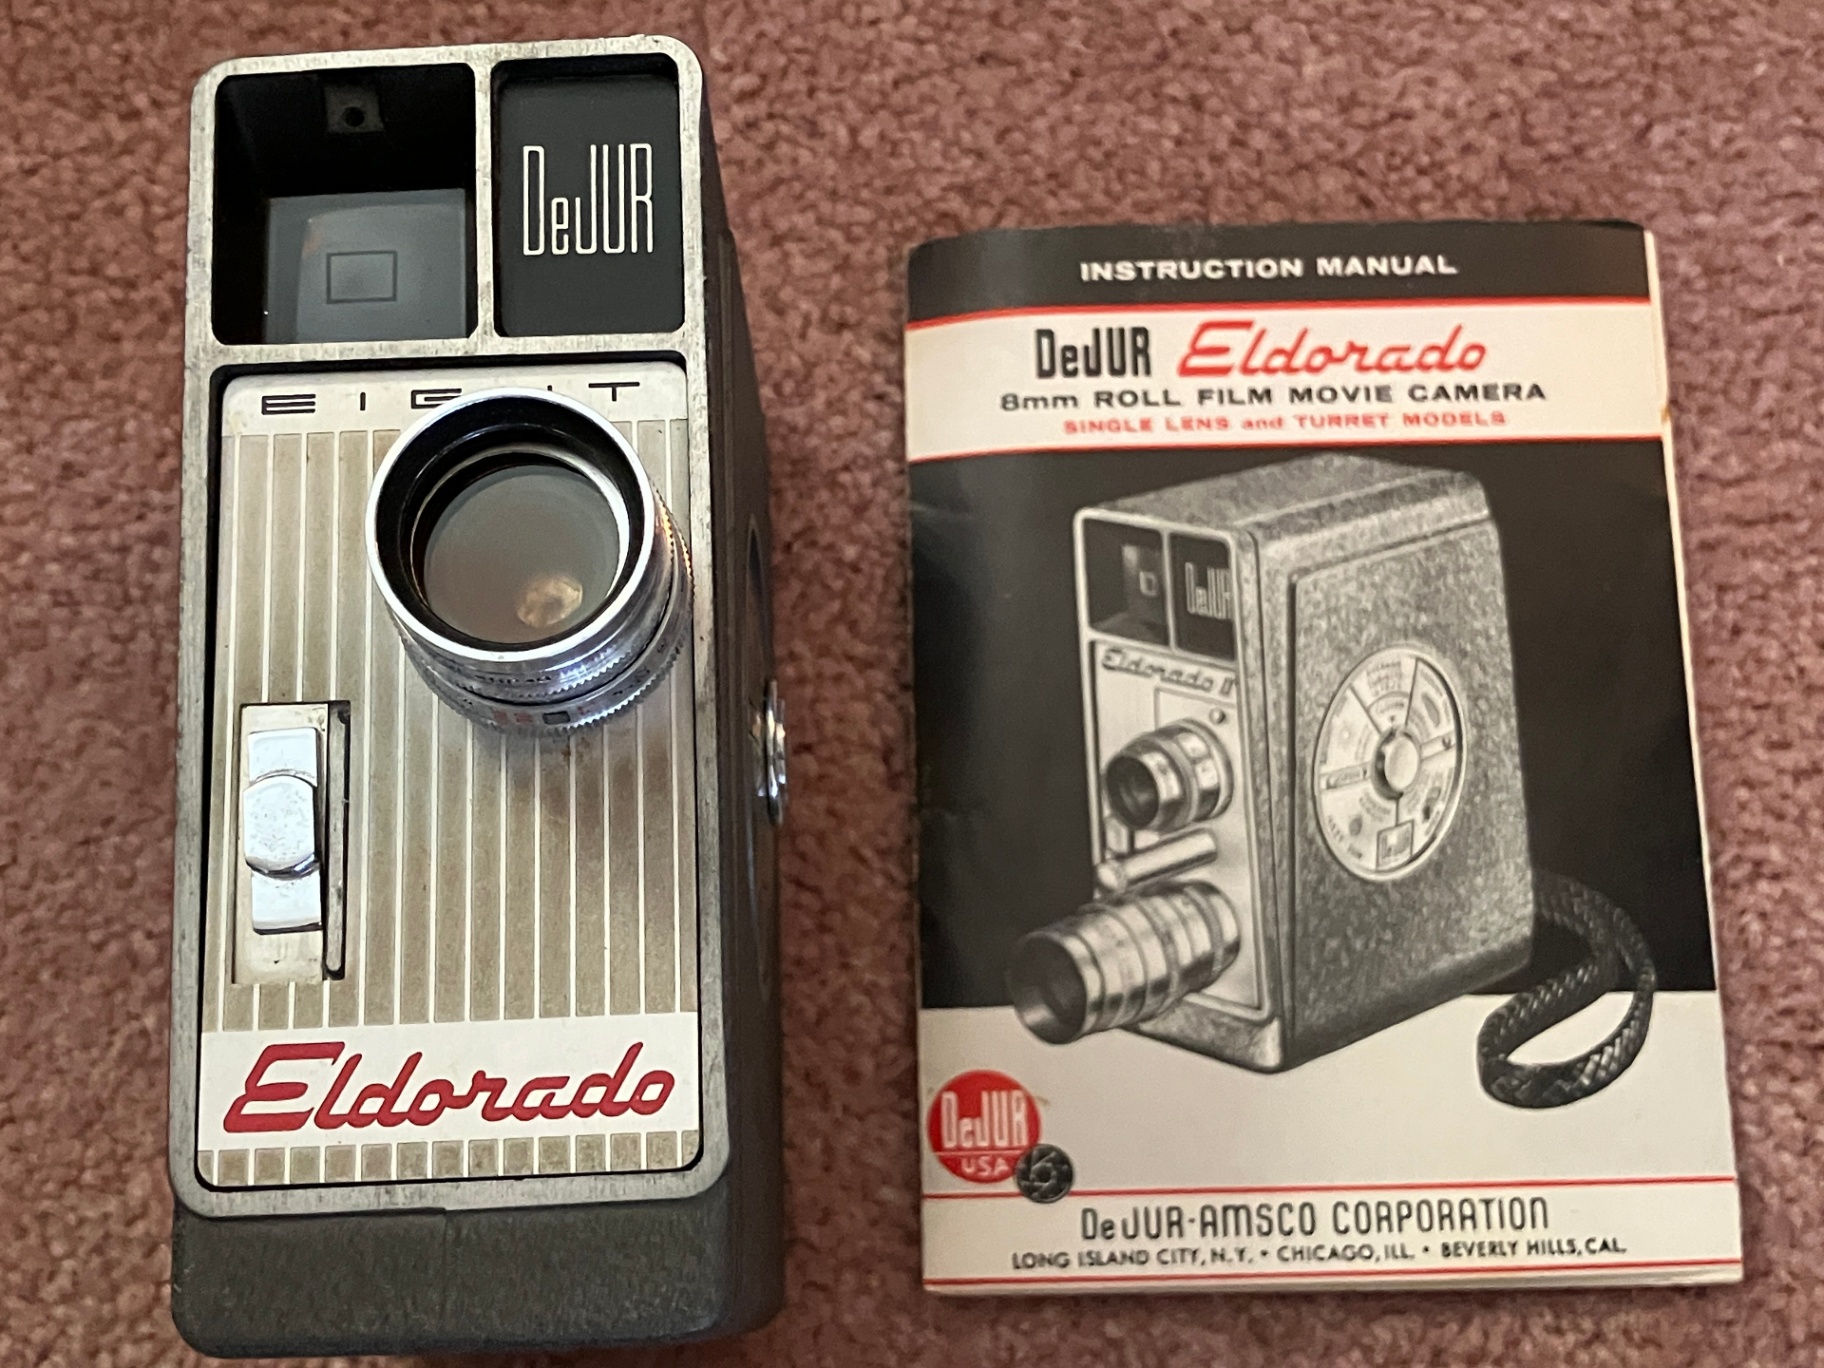 DeJUR
EIGHT
Eldorado
INSTRUCTION MANUAL
DeJUR Eldorado
8mm ROLL FILM MOVIE CAMERA
SINGLE LENS and TURRET MODELS
DeJUR
Eldorado II
DeJUR
USA
DeJUR-AMSCO CORPORATION
LONG ISLAND CITY, N.Y. • CHICAGO, ILL. • BEVERLY HILLS, CAL.